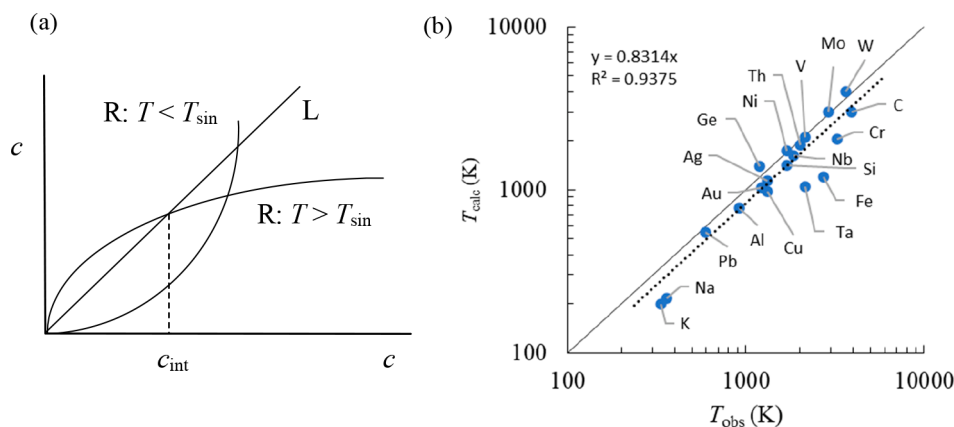 (a)
c
R: T < Tsin
L
R: T > Tsin
cint
c
(b)
y = 0.8314x
R² = 0.9375
10000
1000
100
Tcalc (K)
Mo
W
V
Th
Ni
Ge
C
Cr
Ag
Nb
Si
Au
Fe
Ta
Cu
Al
Pb
Na
K
100
1000
10000
Tobs (K)